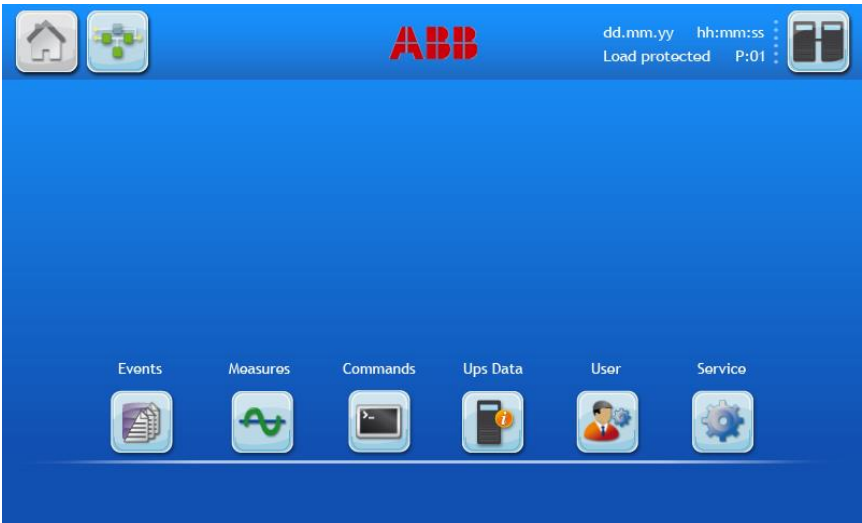 ABB
dd.mm.yy hh:mm:ss
Load protected P:01
Events Measures Commands Ups Data User Service
>-
i